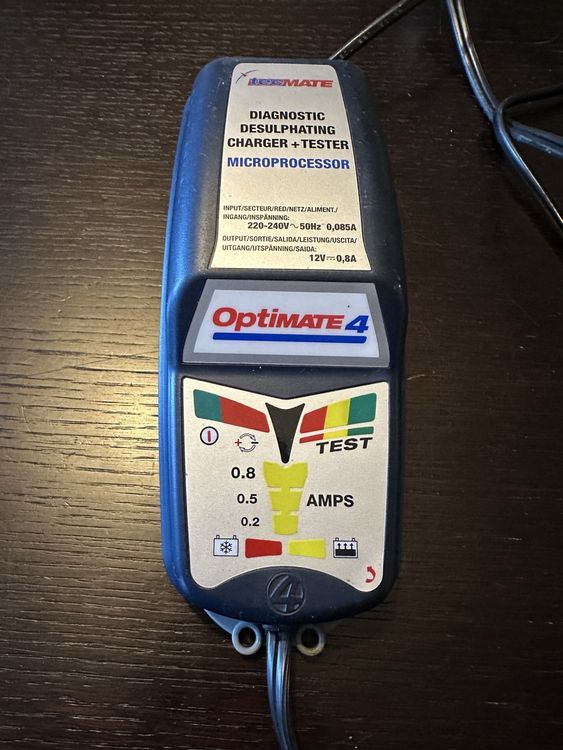 tecMATE
DIAGNOSTIC
DESULPHATING
CHARGER + TESTER
MICROPROCESSOR
INPUT/SECTEUR/RED/NETZ/ALIMENT./
INGANG/INSPÄNNING:
220-240V ~ 50Hz 0,085A
OUTPUT/SORTIE/SALIDA/LEISTUNG/USCITA/
UITGANG/UTSPÄNNING/SAIDA:
12V ⎓ 0,8A
OptiMATE 4
TEST
0.8
0.5 AMPS
0.2
4